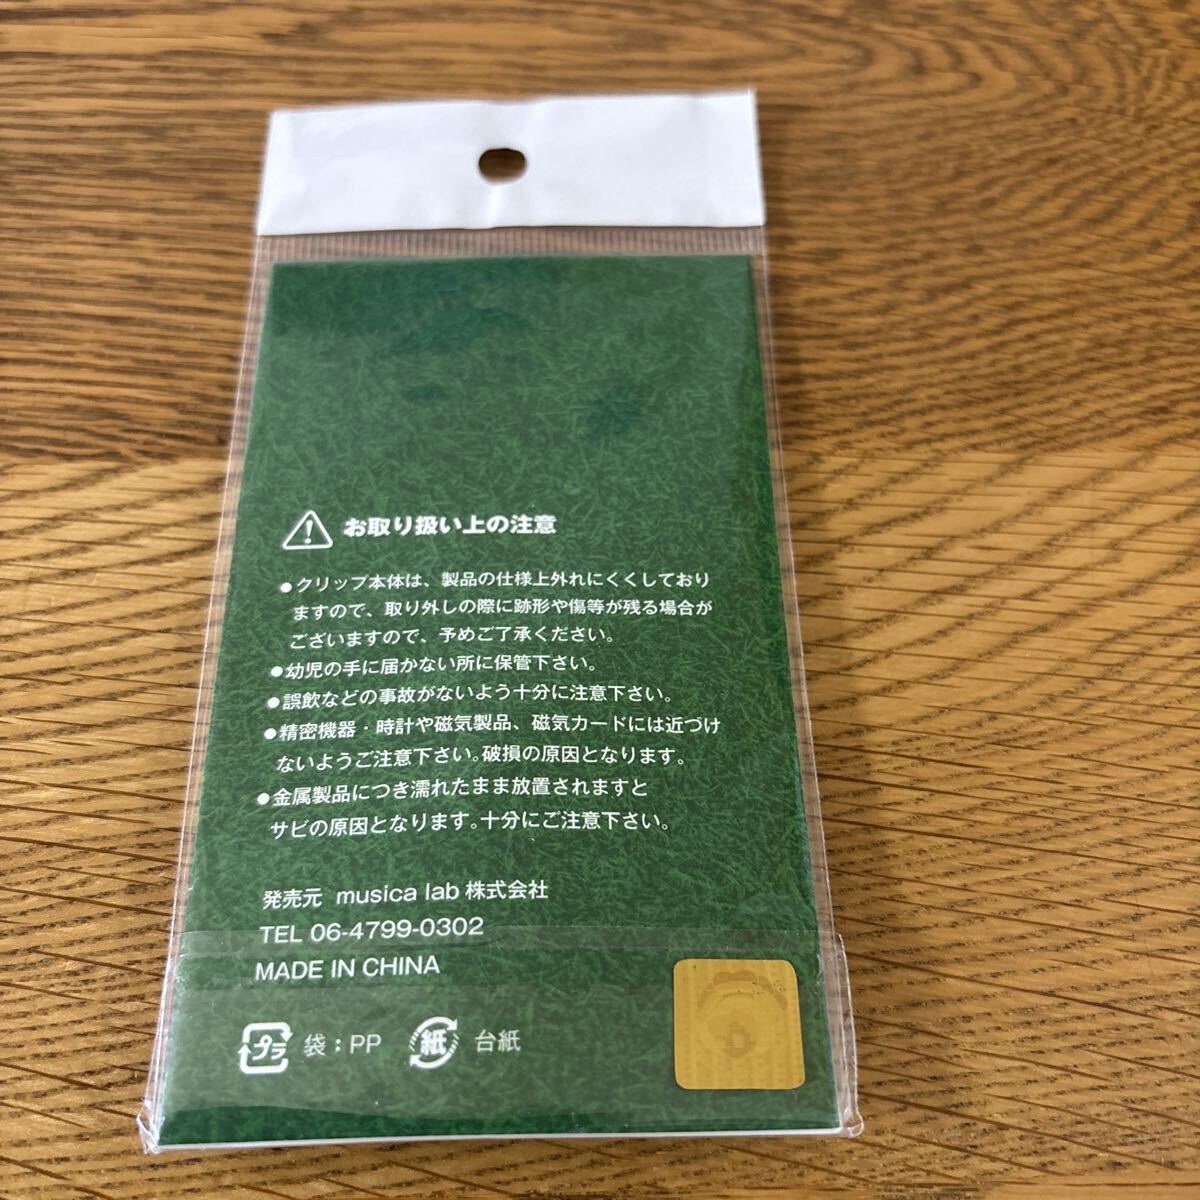 お取り扱い上の注意
●クリップ本体は、製品の仕様上外れにくくしており
ますので、取り外しの際に跡形や傷等が残る場合が
ございますので、予めご了承ください。
●幼児の手に届かない所に保管下さい。
●誤飲などの事故がないよう十分に注意下さい。
●精密機器・時計や磁気製品、磁気カードには近づけ
ないようご注意下さい。破損の原因となります。
●金属製品につき濡れたまま放置されますと
サビの原因となります。十分にご注意下さい。
発売元 musica lab 株式会社
TEL 06-4799-0302
MADE IN CHINA
プラ 袋：PP 紙 台紙